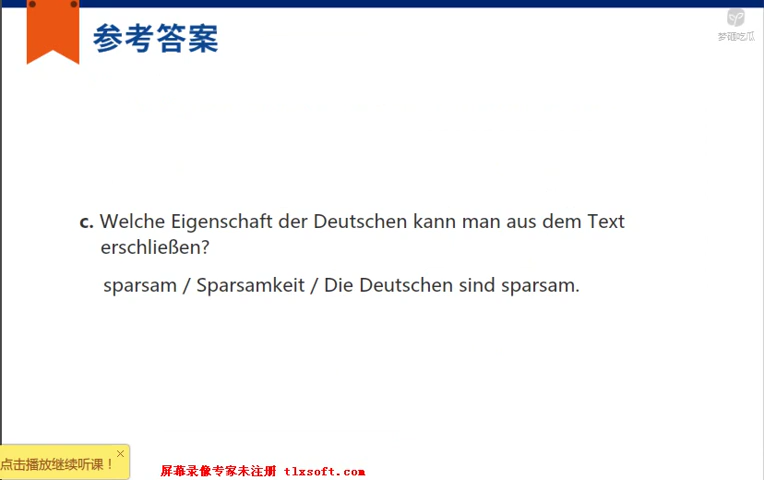 参考答案
梦砸吃瓜
c. Welche Eigenschaft der Deutschen kann man aus dem Text
erschließen?
sparsam / Sparsamkeit / Die Deutschen sind sparsam.
点击播放继续听课！
屏幕录像专家未注册 tlxsoft.com